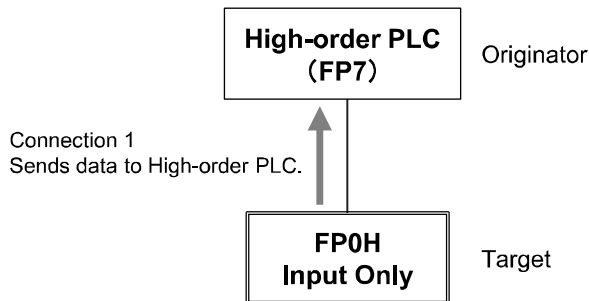 High-order PLC
（FP7）
Originator
Connection 1
Sends data to High-order PLC.
FP0H
Input Only
Target